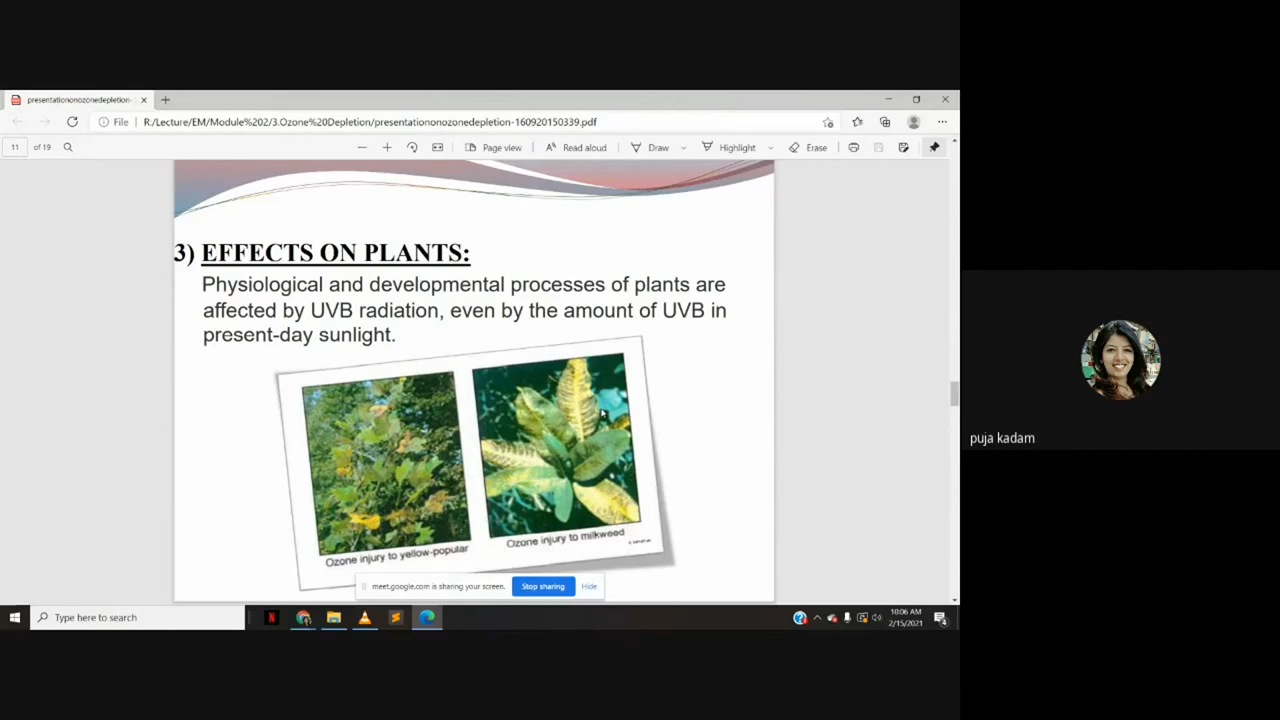 presentationonozonedepletion-
File
R:/Lecture/EM/Module%202/3.Ozone%20Depletion/presentationonozonedepletion-160920150339.pdf
11 of 19
Page view
Read aloud
Draw
Highlight
Erase
3) EFFECTS ON PLANTS:
Physiological and developmental processes of plants are
affected by UVB radiation, even by the amount of UVB in
present-day sunlight.
Ozone injury to yellow-popular
Ozone injury to milkweed
meet.google.com is sharing your screen.
Stop sharing
Hide
puja kadam
Type here to search
10:06 AM
2/15/2021
4